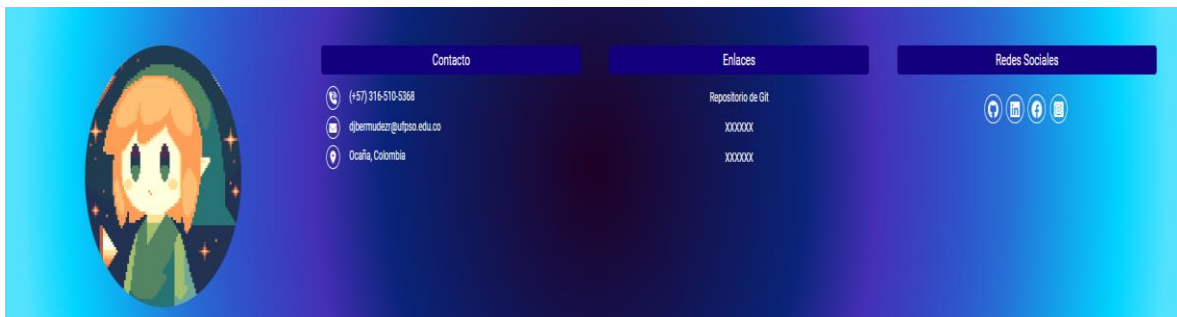 Contacto
(+57) 316-510-5368
djbermudezr@ufpso.edu.co
Ocaña, Colombia
Enlaces
Repositorio de Git
XXXXXX
XXXXXX
Redes Sociales
in